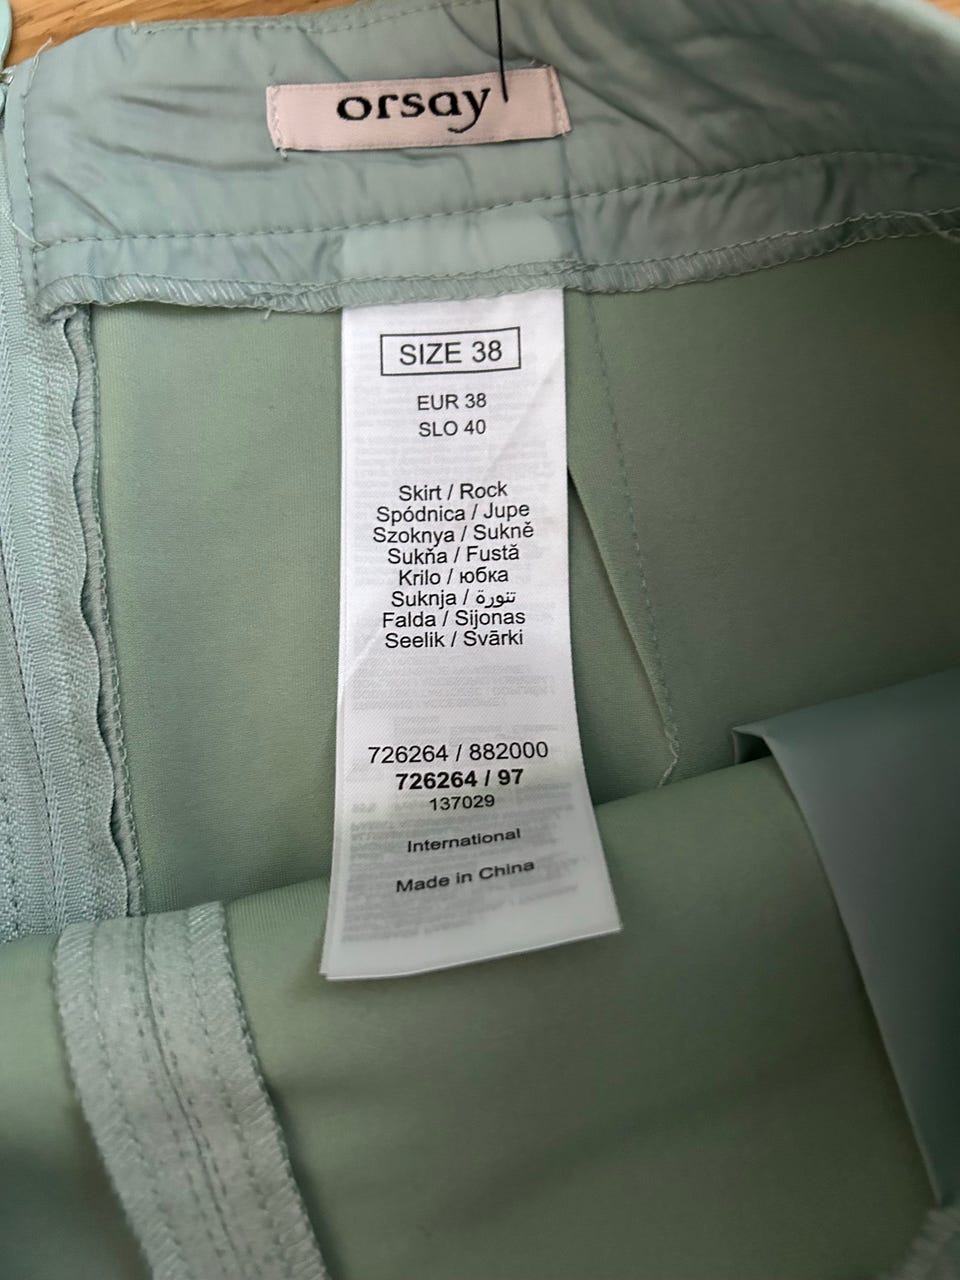 orsay
SIZE 38
EUR 38
SLO 40
Skirt / Rock
Spódnica / Jupe
Szoknya / Sukně
Sukňa / Fustă
Krilo / юбка
Suknja / تنورة
Falda / Sijonas
Seelik / Svārki
726264 / 882000
726264 / 97
137029
International
Made in China